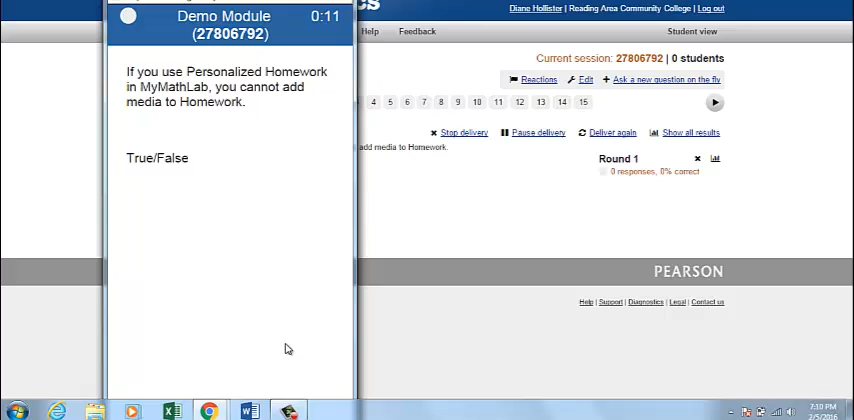 Demo Module 0:11
(27806792)
If you use Personalized Homework
in MyMathLab, you cannot add
media to Homework.
True/False
cs
Diane Hollister | Reading Area Community College | Log out
Help Feedback Student view
Current session: 27806792 | 0 students
Reactions Edit Ask a new question on the fly
4 5 6 7 8 9 10 11 12 13 14 15
Stop delivery Pause delivery Deliver again Show all results
add media to Homework.
Round 1
0 responses, 0% correct
PEARSON
Help | Support | Diagnostics | Legal | Contact us
7:10 PM
2/5/2016